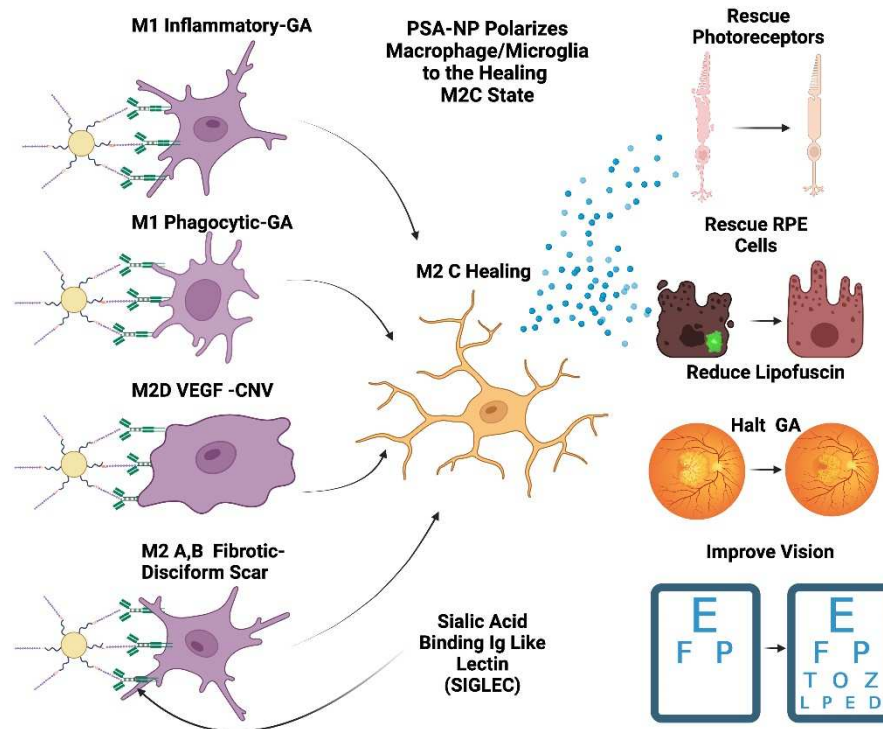 M1 Inflammatory-GA
PSA-NP Polarizes
Macrophage/Microglia
to the Healing
M2C State
Rescue
Photoreceptors
M1 Phagocytic-GA
M2 C Healing
Rescue RPE
Cells
Reduce Lipofuscin
M2D VEGF -CNV
Halt GA
M2 A,B Fibrotic-
Disciform Scar
Sialic Acid
Binding Ig Like
Lectin
(SIGLEC)
Improve Vision
E
F P
E
F P
T O Z
L P E D